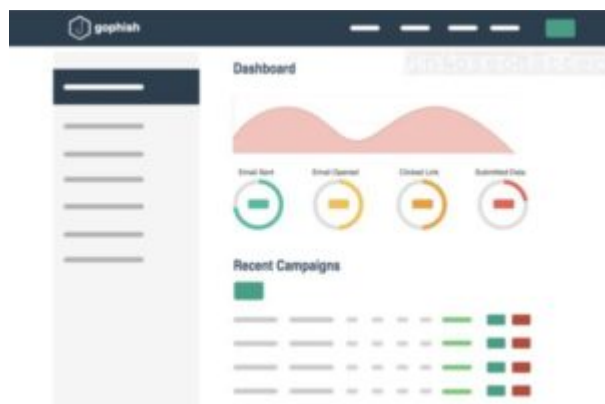 gophish
Dashboard
Email Sent
Email Opened
Clicked Link
Submitted Data
Recent Campaigns